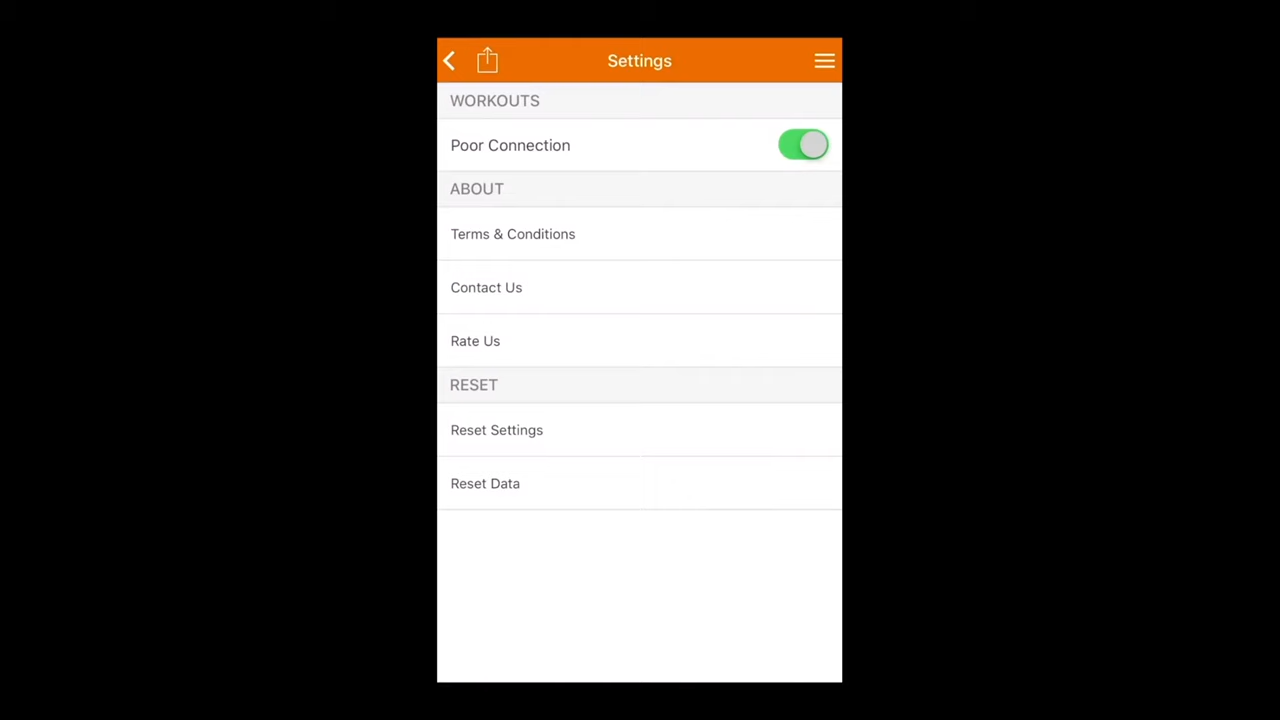 Settings
WORKOUTS
Poor Connection
ABOUT
Terms & Conditions
Contact Us
Rate Us
RESET
Reset Settings
Reset Data